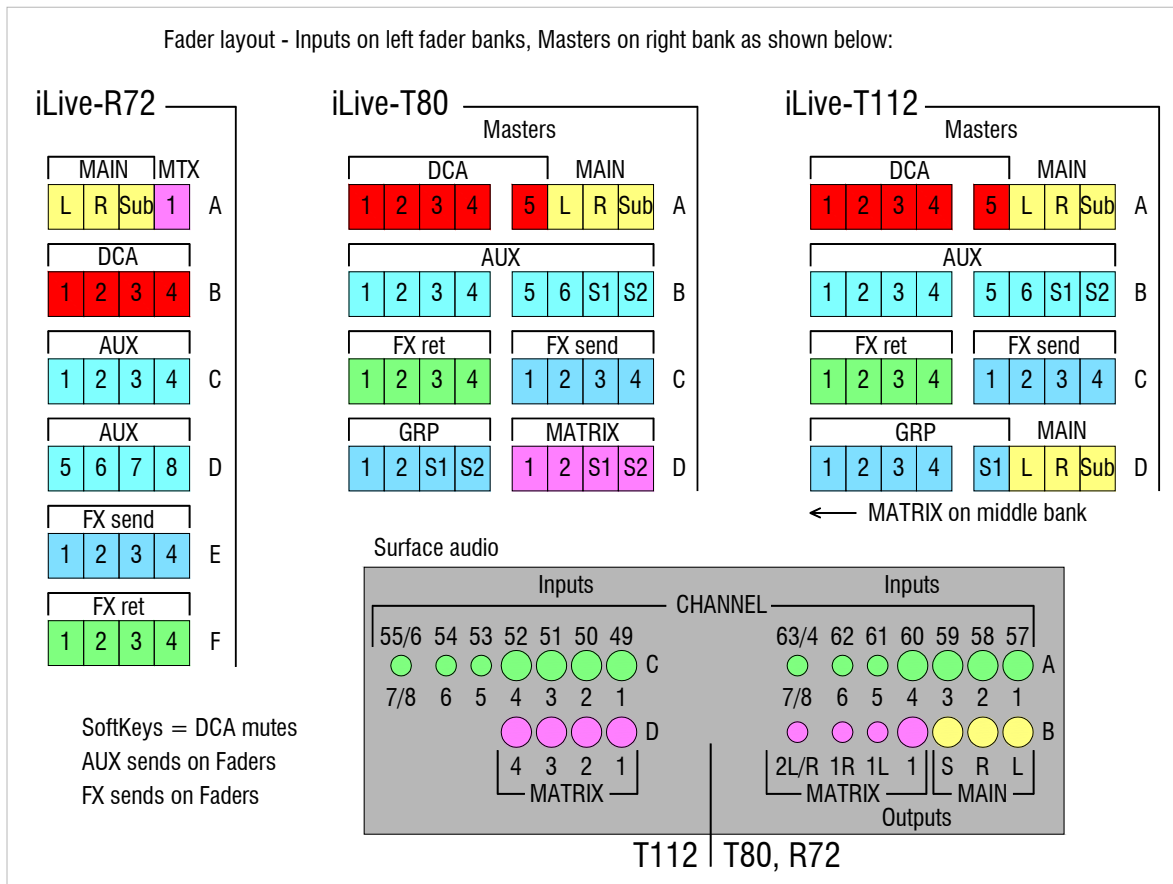 Fader layout - Inputs on left fader banks, Masters on right bank as shown below:
iLive-R72
MAIN MTX
L R Sub 1 A
DCA
1 2 3 4 B
AUX
1 2 3 4 C
AUX
5 6 7 8 D
FX send
1 2 3 4 E
FX ret
1 2 3 4 F
SoftKeys = DCA mutes
AUX sends on Faders
FX sends on Faders
iLive-T80
Masters
DCA MAIN
1 2 3 4 5 L R Sub A
AUX
1 2 3 4 5 6 S1 S2 B
FX ret FX send
1 2 3 4 1 2 3 4 C
GRP MATRIX
1 2 S1 S2 1 2 S1 S2 D
iLive-T112
Masters
DCA MAIN
1 2 3 4 5 L R Sub A
AUX
1 2 3 4 5 6 S1 S2 B
FX ret FX send
1 2 3 4 1 2 3 4 C
GRP MAIN
1 2 3 4 S1 L R Sub D
← MATRIX on middle bank
Surface audio
Inputs Inputs
CHANNEL
55/6 54 53 52 51 50 49 63/4 62 61 60 59 58 57
C A
7/8 6 5 4 3 2 1 7/8 6 5 4 3 2 1
D B
4 3 2 1 2L/R 1R 1L 1 S R L
MATRIX MATRIX MAIN
Outputs
T112 T80, R72